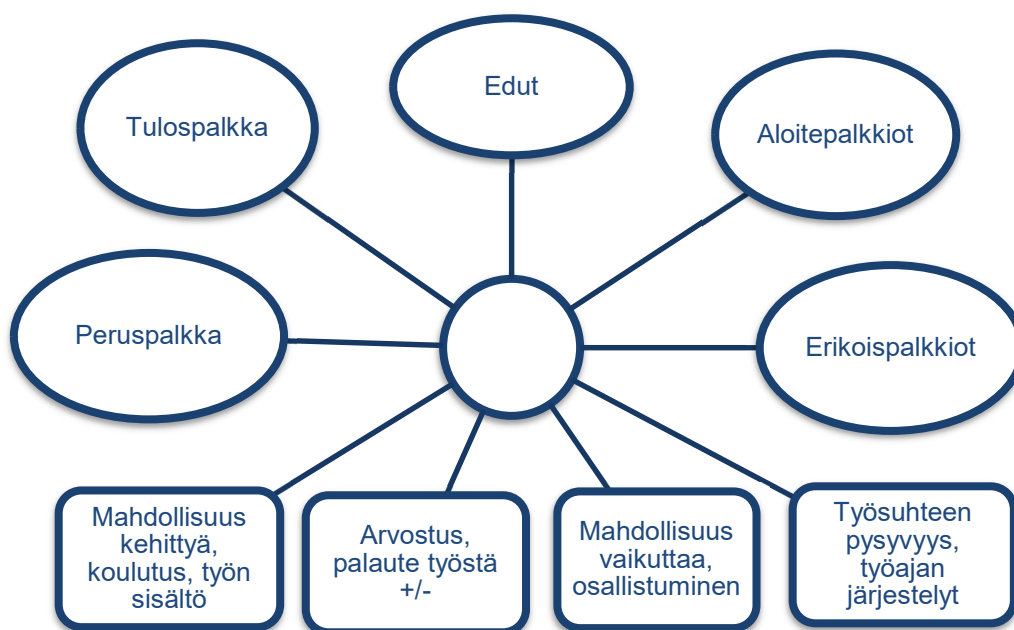 Tulospalkka
Edut
Aloitepalkkiot
Peruspalkka
Erikoispalkkiot
Mahdollisuus
kehittyä,
koulutus, työn
sisältö
Arvostus,
palaute työstä
+/-
Mahdollisuus
vaikuttaa,
osallistuminen
Työsuhteen
pysyvyys,
työajan
järjestelyt